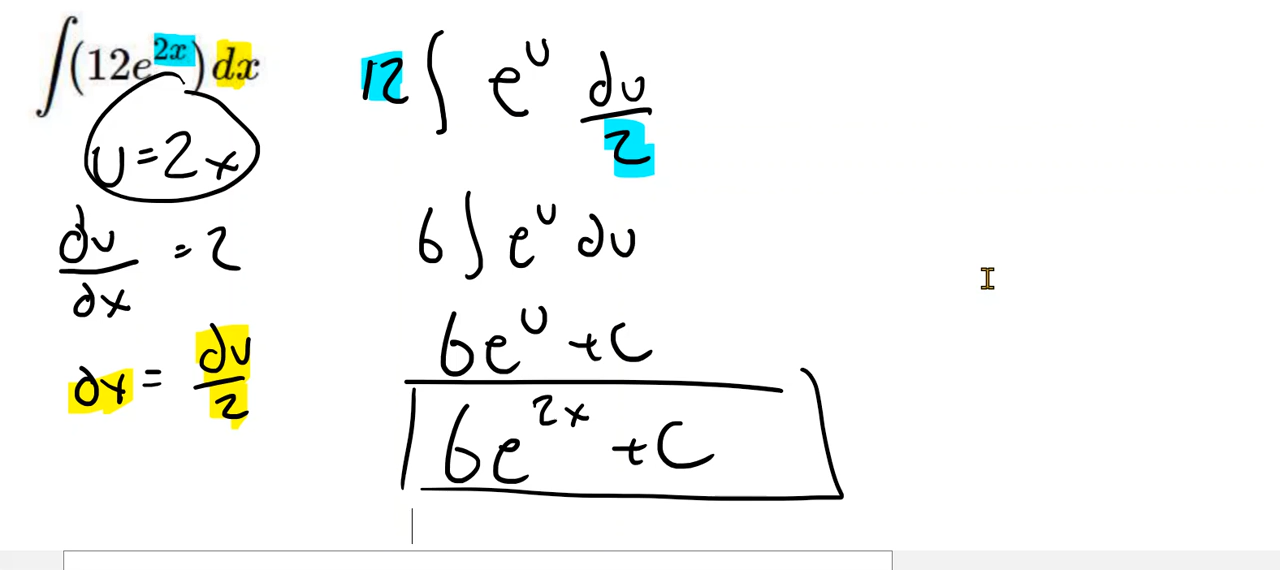 ∫(12e^{2x}) dx
u = 2x
du/dx = 2
dx = du/2
12 ∫ e^u du/2
6 ∫ e^u du
6e^u + C
6e^{2x} + C